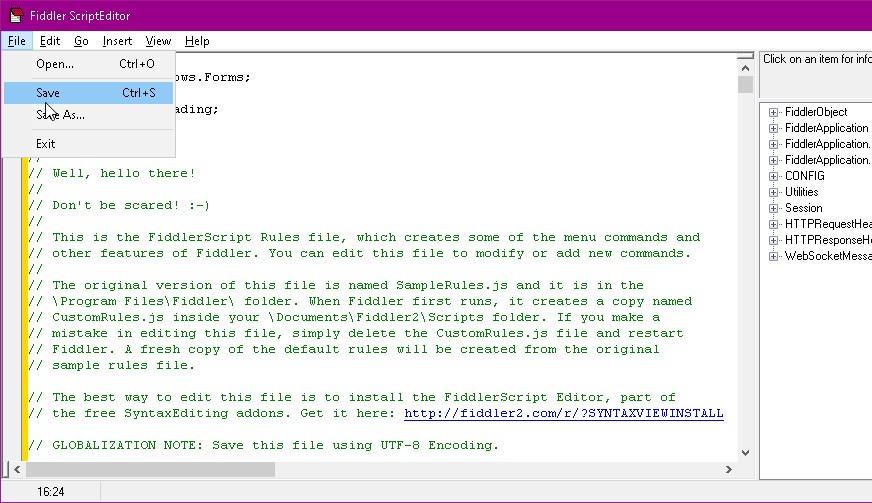 Fiddler ScriptEditor
File Edit Go Insert View Help
Open... Ctrl+O
Save Ctrl+S
Save As...
Exit
ows.Forms;
ading;
//
// Well, hello there!
//
// Don't be scared! :-)
//
// This is the FiddlerScript Rules file, which creates some of the menu commands and
// other features of Fiddler. You can edit this file to modify or add new commands.
//
// The original version of this file is named SampleRules.js and it is in the
// \Program Files\Fiddler\ folder. When Fiddler first runs, it creates a copy named
// CustomRules.js inside your \Documents\Fiddler2\Scripts folder. If you make a
// mistake in editing this file, simply delete the CustomRules.js file and restart
// Fiddler. A fresh copy of the default rules will be created from the original
// sample rules file.
// The best way to edit this file is to install the FiddlerScript Editor, part of
// the free SyntaxEditing addons. Get it here: http://fiddler2.com/r/?SYNTAXVIEWINSTALL
// GLOBALIZATION NOTE: Save this file using UTF-8 Encoding.
Click on an item for info
FiddlerObject
FiddlerApplication
FiddlerApplication.
FiddlerApplication.
CONFIG
Utilities
Session
HTTPRequestHea
HTTPResponseHe
WebSocketMessa
16:24